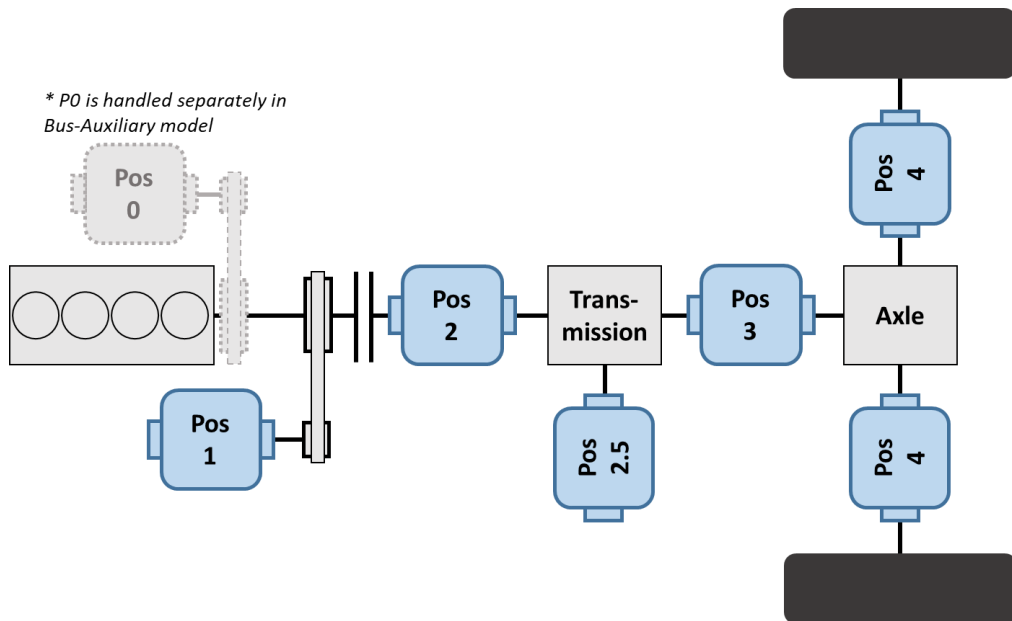 * P0 is handled separately in
Bus-Auxiliary model
Pos
0
Pos
1
Pos
2
Trans-
mission
Pos
2.5
Pos
3
Axle
Pos
4
Pos
4